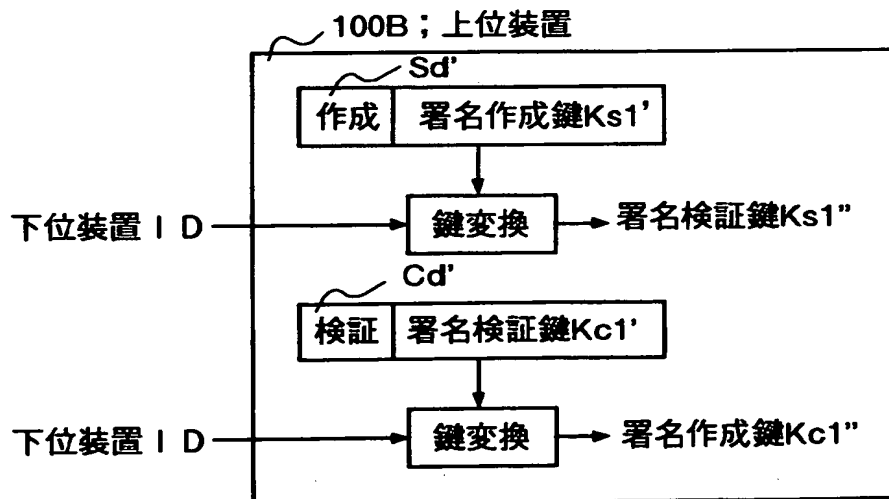 100B；上位装置
Sd'
作成 署名作成鍵Ks1'
下位装置ＩＤ 鍵変換 署名検証鍵Ks1"
Cd'
検証 署名検証鍵Kc1'
下位装置ＩＤ 鍵変換 署名作成鍵Kc1"